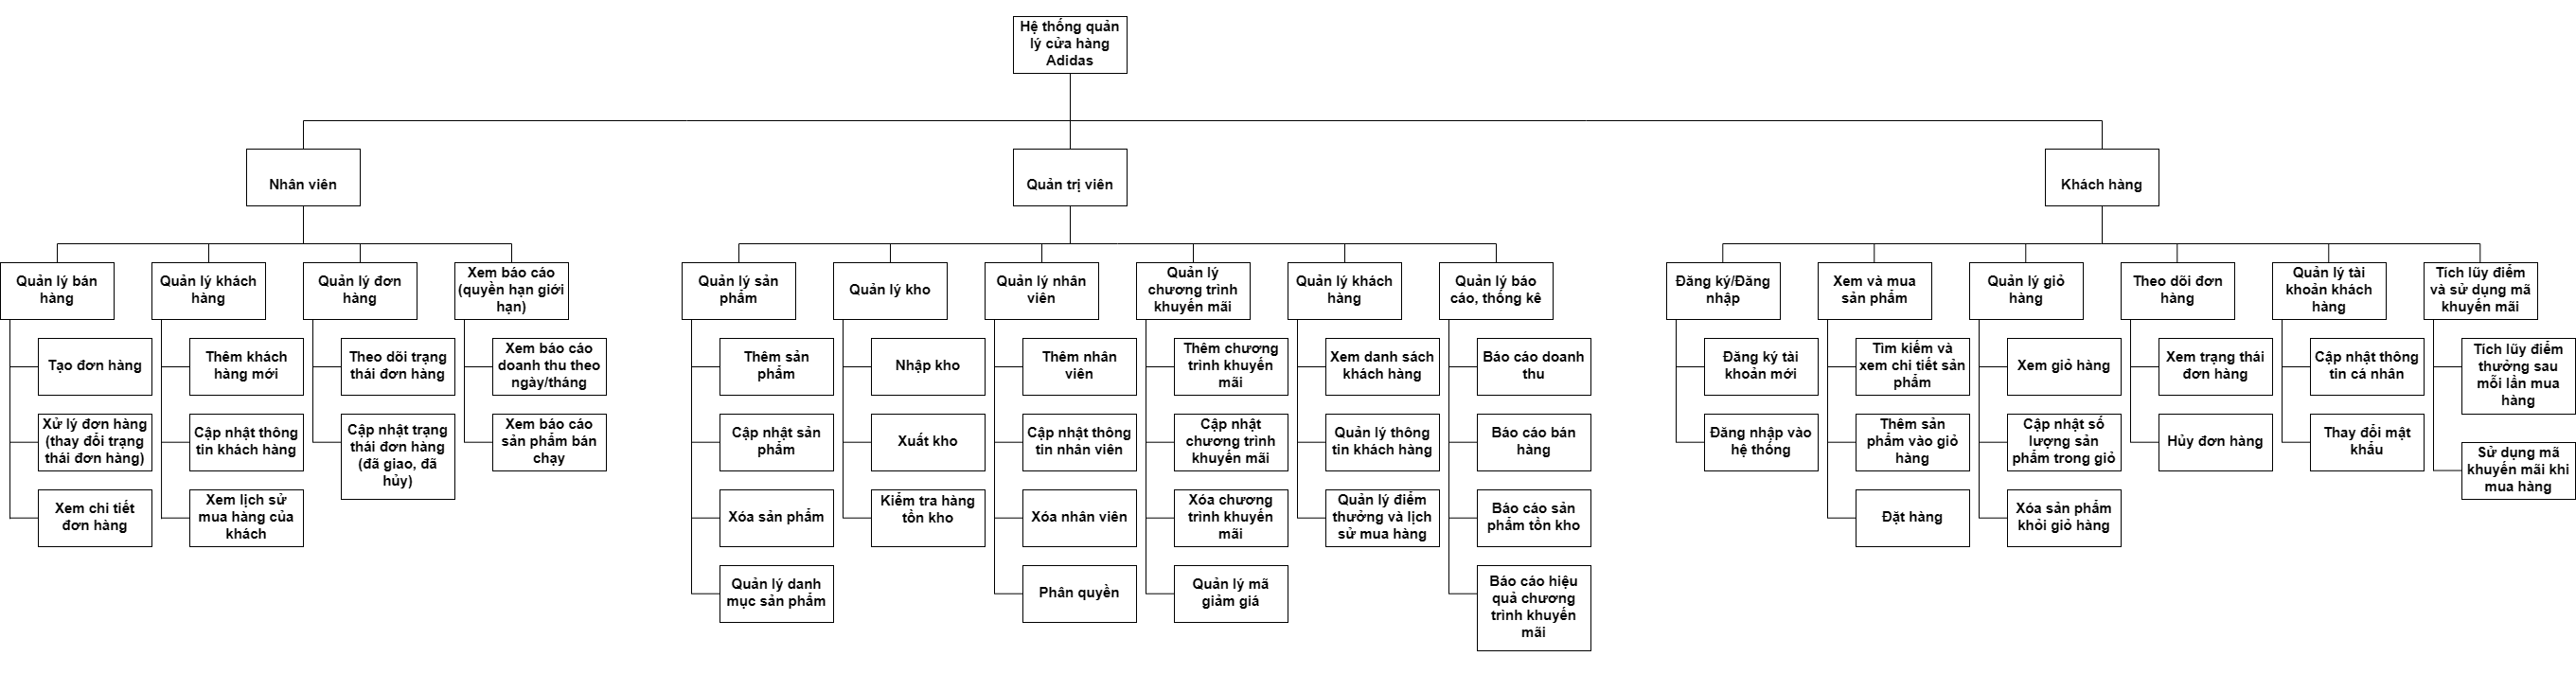 Hệ thống quản
lý cửa hàng
Adidas
Nhân viên
Quản trị viên
Khách hàng
Quản lý bán
hàng
Quản lý khách
hàng
Quản lý đơn
hàng
Xem báo cáo
(quyền hạn giới
hạn)
Quản lý sản
phẩm
Quản lý kho
Quản lý nhân
viên
Quản lý
chương trình
khuyến mãi
Quản lý khách
hàng
Quản lý báo
cáo, thống kê
Đăng ký/Đăng
nhập
Xem và mua
sản phẩm
Quản lý giỏ
hàng
Theo dõi đơn
hàng
Quản lý tài
khoản khách
hàng
Tích lũy điểm
và sử dụng mã
khuyến mãi
Tạo đơn hàng
Thêm khách
hàng mới
Theo dõi trạng
thái đơn hàng
Xem báo cáo
doanh thu theo
ngày/tháng
Thêm sản
phẩm
Nhập kho
Thêm nhân
viên
Thêm chương
trình khuyến
mãi
Xem danh sách
khách hàng
Báo cáo doanh
thu
Đăng ký tài
khoản mới
Tìm kiếm và
xem chi tiết sản
phẩm
Xem giỏ hàng
Xem trạng thái
đơn hàng
Cập nhật thông
tin cá nhân
Tích lũy điểm
thưởng sau
mỗi lần mua
hàng
Xử lý đơn hàng
(thay đổi trạng
thái đơn hàng)
Cập nhật thông
tin khách hàng
Cập nhật trạng
thái đơn hàng
(đã giao, đã
hủy)
Xem báo cáo
sản phẩm bán
chạy
Cập nhật sản
phẩm
Xuất kho
Cập nhật thông
tin nhân viên
Cập nhật
chương trình
khuyến mãi
Quản lý thông
tin khách hàng
Báo cáo bán
hàng
Đăng nhập vào
hệ thống
Thêm sản
phẩm vào giỏ
hàng
Cập nhật số
lượng sản
phẩm trong giỏ
Hủy đơn hàng
Thay đổi mật
khẩu
Sử dụng mã
khuyến mãi khi
mua hàng
Xem chi tiết
đơn hàng
Xem lịch sử
mua hàng của
khách
Xóa sản phẩm
Kiểm tra hàng
tồn kho
Xóa nhân viên
Xóa chương
trình khuyến
mãi
Quản lý điểm
thưởng và lịch
sử mua hàng
Báo cáo sản
phẩm tồn kho
Đặt hàng
Xóa sản phẩm
khỏi giỏ hàng
Quản lý danh
mục sản phẩm
Phân quyền
Quản lý mã
giảm giá
Báo cáo hiệu
quả chương
trình khuyến
mãi